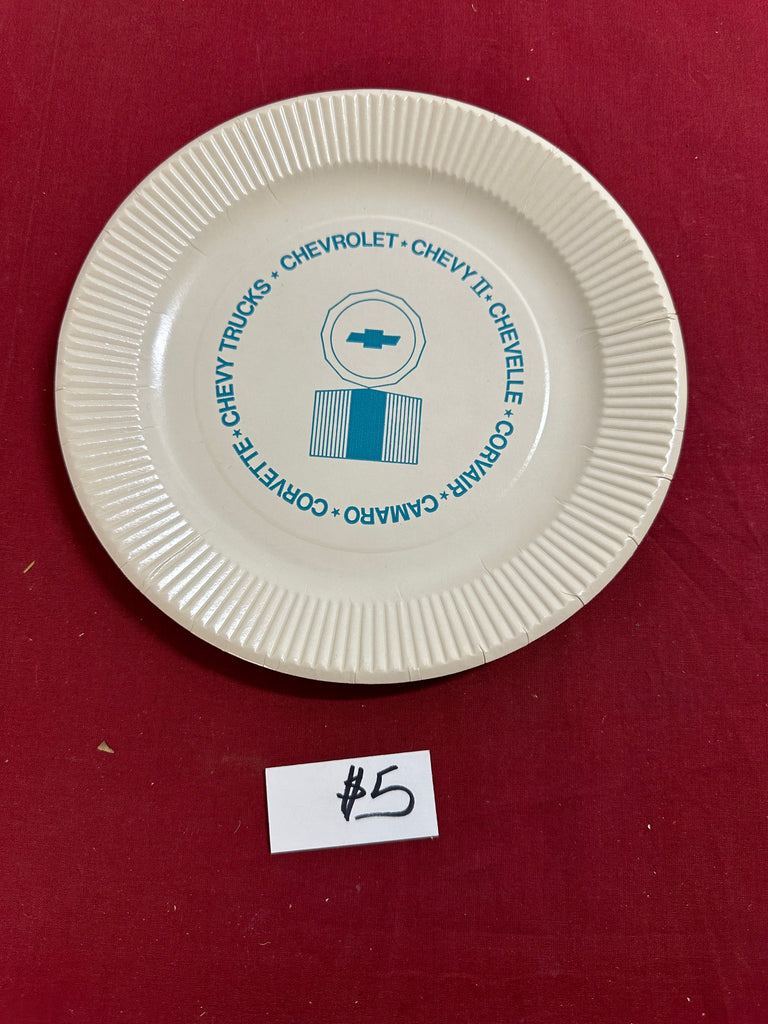 CHEVROLET ★ CHEVY II ★ CHEVELLE ★ CORVAIR ★ CAMARO ★ CORVETTE ★ CHEVY TRUCKS ★
$5